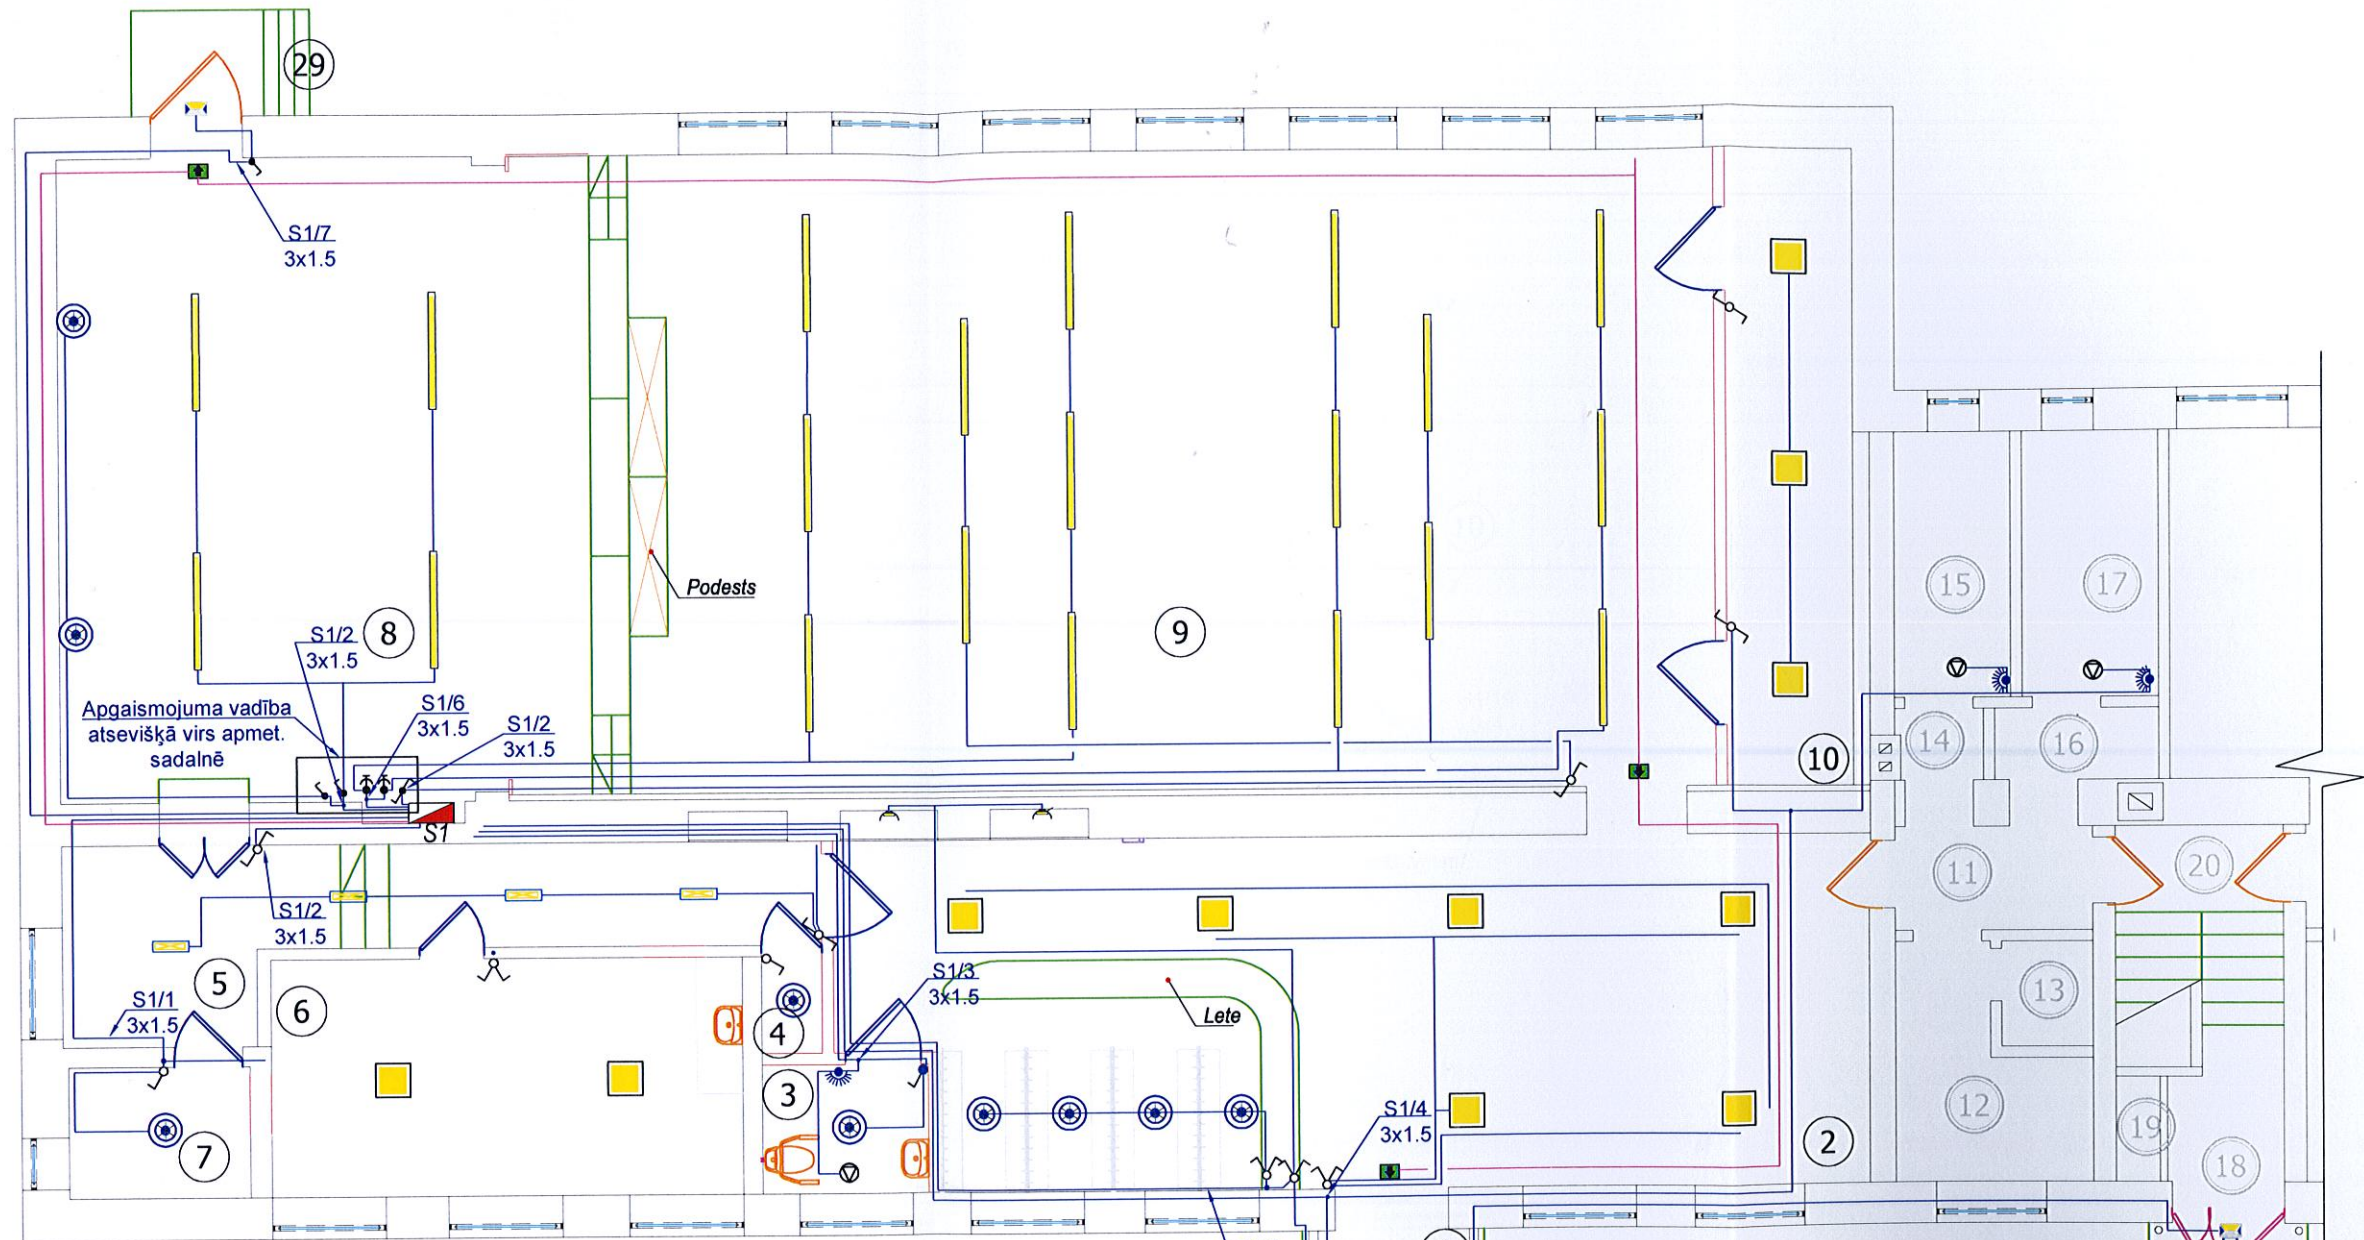 29
S1/7
3x1.5
Podests
15
17
S1/2
3x1.5
8
9
Apgaismojuma vadība
atsevišķā virs apmet.
sadalnē
S1/6
3x1.5
S1/2
3x1.5
10
14
16
S1
11
20
S1/2
3x1.5
5
S1/3
3x1.5
13
S1/1
3x1.5
6
4
Lete
3
S1/4
3x1.5
12
19
2
7
18